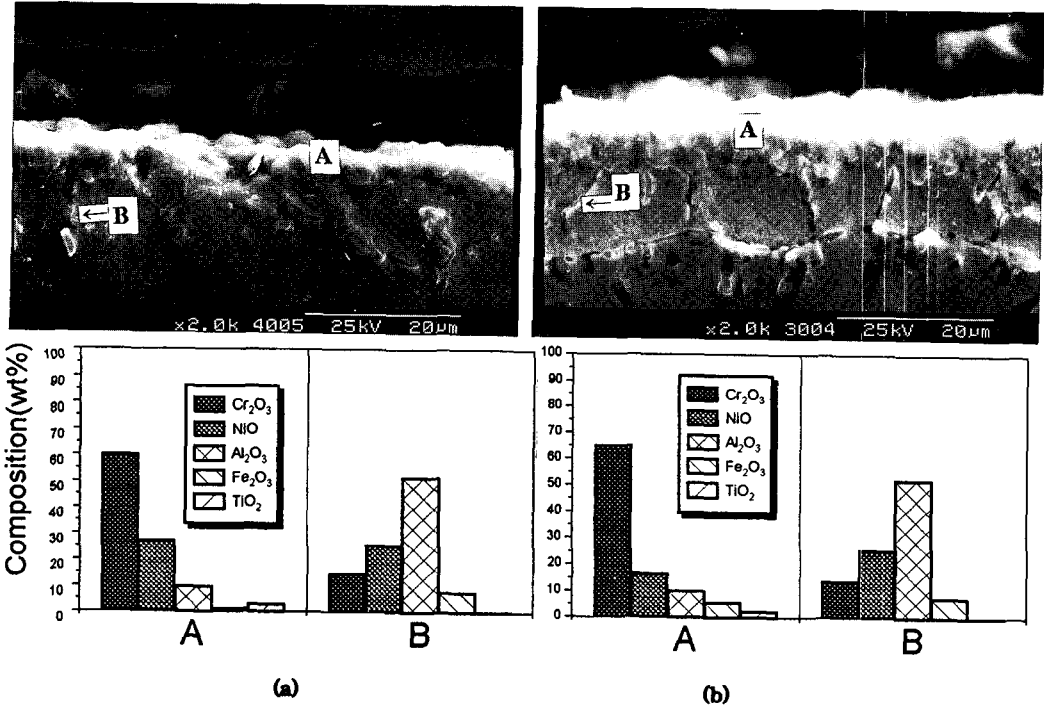 A
B
x2.0k 4005 25kV 20μm
A
B
x2.0k 3004 25kV 20μm
Composition(wt%)
100
90
80
70
60
50
40
30
20
10
0
Cr₂O₃
NiO
Al₂O₃
Fe₂O₃
TiO₂
A B
(a)
100
90
80
70
60
50
40
30
20
10
0
Cr₂O₃
NiO
Al₂O₃
Fe₂O₃
TiO₂
A B
(b)